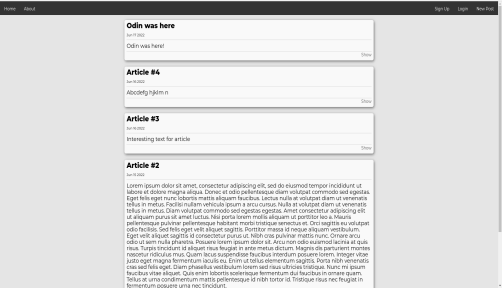 Home About Sign Up Login New Post
Odin was here
Jun 17 2022
Odin was here!
Show
Article #4
Jun 16 2022
Abcdefg hjklm n
Show
Article #3
Jun 16 2022
Interesting text for article
Show
Article #2
Jun 15 2022
Lorem ipsum dolor sit amet, consectetur adipiscing elit, sed do eiusmod tempor incididunt ut
labore et dolore magna aliqua. Donec et odio pellentesque diam volutpat commodo sed egestas.
Eget felis eget nunc lobortis mattis aliquam faucibus. Lectus nulla at volutpat diam ut venenatis
tellus in metus. Facilisi nullam vehicula ipsum a arcu cursus. Nulla at volutpat diam ut venenatis
tellus in metus. Diam volutpat commodo sed egestas egestas. Amet consectetur adipiscing elit
ut aliquam purus sit amet luctus. Nisi porta lorem mollis aliquam ut porttitor leo a. Mauris
pellentesque pulvinar pellentesque habitant morbi tristique senectus et. Orci sagittis eu volutpat
odio facilisis. Sed felis eget velit aliquet sagittis. Porttitor massa id neque aliquam vestibulum.
Eget velit aliquet sagittis id consectetur purus ut. Nibh cras pulvinar mattis nunc. Ornare arcu
odio ut sem nulla pharetra. Posuere lorem ipsum dolor sit. Arcu non odio euismod lacinia at quis
risus. Turpis tincidunt id aliquet risus feugiat in ante metus dictum. Magnis dis parturient montes
nascetur ridiculus mus. Quam lacus suspendisse faucibus interdum posuere lorem. Integer vitae
justo eget magna fermentum iaculis eu. Enim ut tellus elementum sagittis. Porta nibh venenatis
cras sed felis eget. Diam phasellus vestibulum lorem sed risus ultricies tristique. Nunc mi ipsum
faucibus vitae aliquet. Quis enim lobortis scelerisque fermentum dui faucibus in ornare quam.
Tellus at urna condimentum mattis pellentesque id nibh tortor id. Tristique risus nec feugiat in
fermentum posuere urna nec tincidunt.